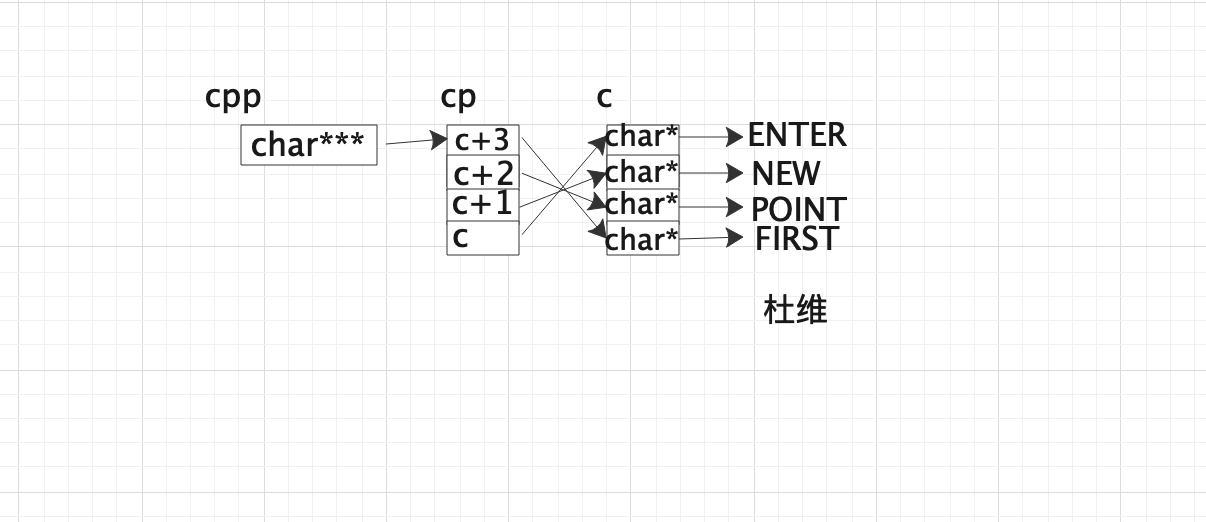 cpp cp c
char*** c+3 char* ENTER
c+2 char* NEW
c+1 char* POINT
c char* FIRST
杜维